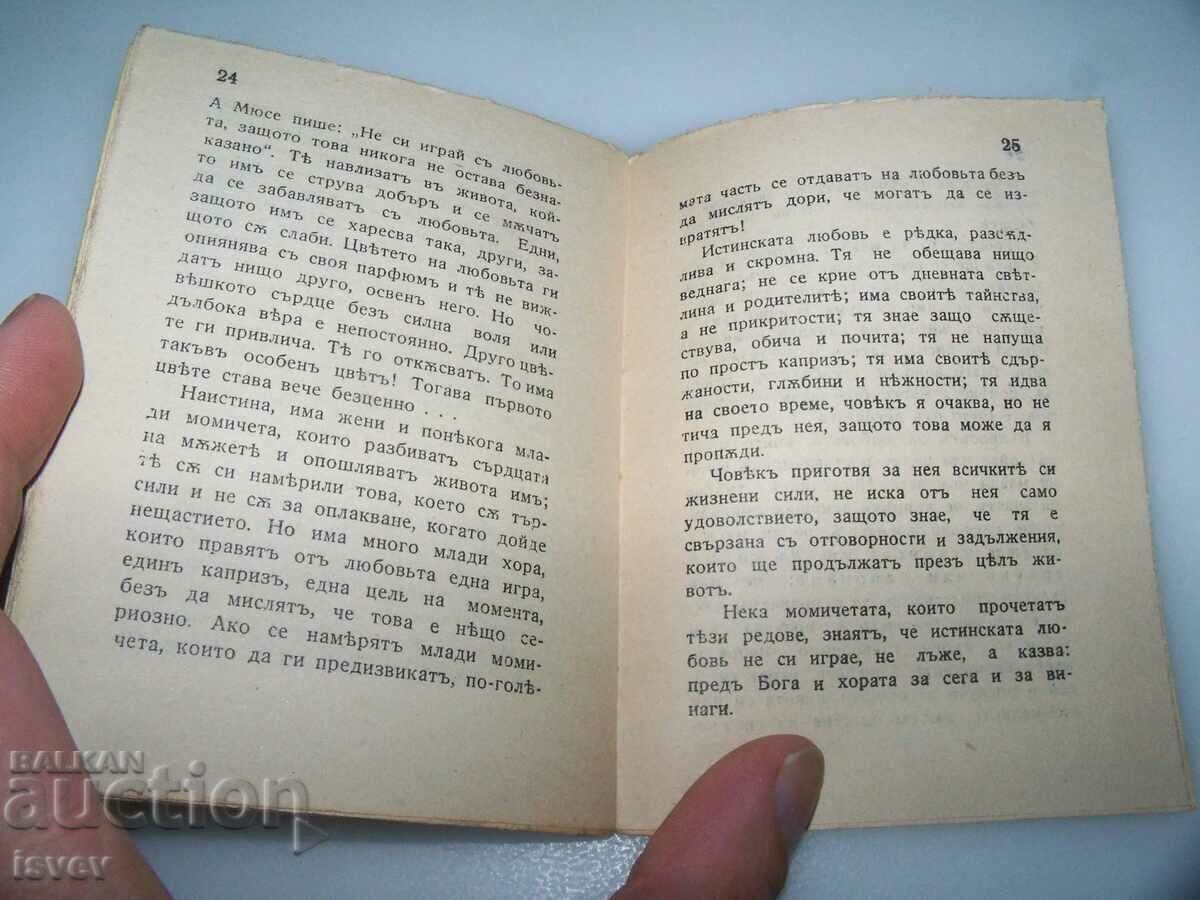 24
А Мюсе пише: „Не си играй съ любовь-
та, защото това никога не остава безна-
казано“. Тѣ навлизатъ въ живота, кой-
то имъ се струва добъръ и се мѫчатъ
да се забавляватъ съ любовьта. Едни,
защото имъ се харесва така, други, за-
щото сѫ слаби. Цвѣтето на любовьта ги
опиянява съ своя парфюмъ и тѣ не виж-
датъ нищо друго, освенъ него. Но чо-
вѣшкото сърдце безъ силна воля или
дълбока вѣра е непостоянно. Друго цвѣ-
те ги привлича. Тѣ го откѫсватъ. То има
такъвъ особенъ цвѣтъ! Тогава първото
цвѣте става вече безценно . . .
Наистина, има жени и понѣкога мла-
ди момичета, които разбиватъ сърдцата
на мѫжетѣ и опошляватъ живота имъ;
тѣ сѫ си намѣрили това, което сѫ тър-
сили и не сѫ за оплакване, когато дойде
нещастието. Но има много млади хора,
които правятъ отъ любовьта една игра,
единъ капризъ, една цель на момента,
безъ да мислятъ, че това е нѣщо се-
риозно. Ако се намѣрятъ млади моми-
чета, които да ги предизвикатъ, по-голѣ-
25
мата часть се отдаватъ на любовьта безъ
да мислятъ дори, че могатъ да се из-
вратятъ!
Истинската любовь е рѣдка, разсѫд-
лива и скромна. Тя не обещава нищо
веднага; не се крие отъ дневната свѣт-
лина и родителитѣ; има своитѣ тайнства,
а не прикритости; тя знае защо сѫще-
ствува, обича и почита; тя не напуща
по простъ капризъ; тя има своитѣ сдър-
жаности, глѫбини и нѣжности; тя идва
на своето време, човѣкъ я очаква, но не
тича предъ нея, защото това може да я
пропѫди.
Човѣкъ приготвя за нея всичкитѣ си
жизнени сили, не иска отъ нея само
удоволствието, защото знае, че тя е
свързана съ отговорности и задължения,
които ще продължатъ презъ цѣлъ жи-
вотъ.
Нека момичетата, които прочетатъ
тѣзи редове, знаятъ, че истинската лю-
бовь не си играе, не лъже, а казва:
предъ Бога и хората за сега и за ви-
наги.
BALKAN
auction
isvev